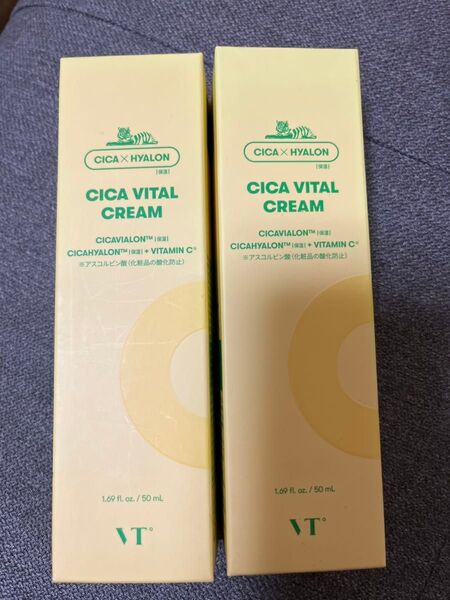 CICA×HYALON
[保湿]
CICA VITAL
CREAM
CICAVIALON™ [保湿]
CICAHYALON™ [保湿] + VITAMIN C※
※アスコルビン酸（化粧品の酸化防止）
1.69 fl. oz. / 50 mL
VT
CICA×HYALON
[保湿]
CICA VITAL
CREAM
CICAVIALON™ [保湿]
CICAHYALON™ [保湿] + VITAMIN C※
※アスコルビン酸（化粧品の酸化防止）
1.69 fl. oz. / 50 mL
VT